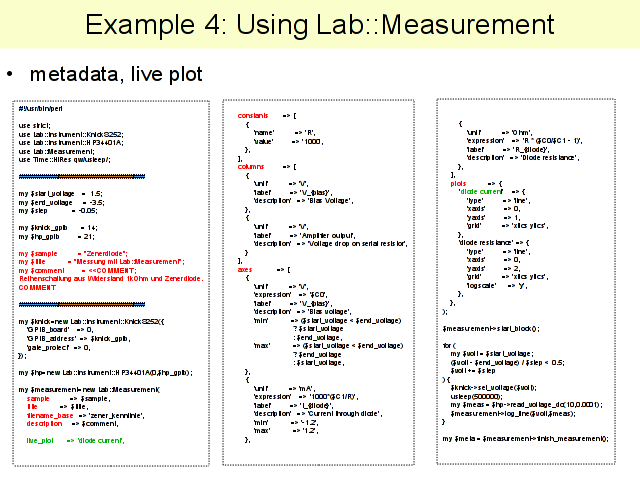 Example 4: Using Lab::Measurement
• metadata, live plot
#!/usr/bin/perl
use strict;
use Lab::Instrument::Knick8252;
use Lab::Instrument::HP34401A;
use Lab::Measurement;
use Time::HiRes qw/usleep/;
my $start_voltage = 1.5;
my $end_voltage = -3.5;
my $step = -0.05;
my $knick_gpib = 14;
my $hp_gpib = 21;
my $sample = "Zenerdiode";
my $title = "Messung mit Lab::Measurement";
my $comment = <<COMMENT;
Reihenschaltung aus Widerstand 1kOhm und Zenerdiode.
COMMENT
my $knick=new Lab::Instrument::Knick8252({
'GPIB_board' => 0,
'GPIB_address' => $knick_gpib,
'gate_protect' => 0,
});
my $hp=new Lab::Instrument::HP34401A(0,$hp_gpib);
my $measurement=new Lab::Measurement(
sample => $sample,
title => $title,
filename_base => 'zener_kennlinie',
description => $comment,
live_plot => 'diode current',
constants => [
{
'name' => 'R',
'value' => '1000',
},
],
columns => [
{
'unit' => 'V',
'label' => 'V_{bias}',
'description' => 'Bias Voltage',
},
{
'unit' => 'V',
'label' => 'Amplifier output',
'description' => 'Voltage drop on serial resistor',
}
],
axes => [
{
'unit' => 'V',
'expression' => '$C0',
'label' => 'V_{bias}',
'description' => 'Bias voltage',
'min' => ($start_voltage < $end_voltage)
? $start_voltage
: $end_voltage,
'max' => ($start_voltage < $end_voltage)
? $end_voltage
: $start_voltage,
},
{
'unit' => 'mA',
'expression' => '1000*($C1/R)',
'label' => 'I_{diode}',
'description' => 'Current through diode',
'min' => '-1.2',
'max' => '1.2',
},
{
'unit' => 'Ohm',
'expression' => 'R * ($C0/$C1 - 1)',
'label' => 'R_{diode}',
'description' => 'Diode resistance',
},
],
plots => {
'diode current' => {
'type' => 'line',
'xaxis' => 0,
'yaxis' => 1,
'grid' => 'xtics ytics',
},
'diode resistance' => {
'type' => 'line',
'xaxis' => 0,
'yaxis' => 2,
'grid' => 'xtics ytics',
'logscale' => 'y',
},
},
);
$measurement->start_block();
for (
my $volt = $start_voltage;
($volt - $end_voltage) / $step < 0.5;
$volt += $step
) {
$knick->set_voltage($volt);
usleep(500000);
my $meas = $hp->read_voltage_dc(10,0.0001);
$measurement->log_line($volt,$meas);
}
my $meta = $measurement->finish_measurement();